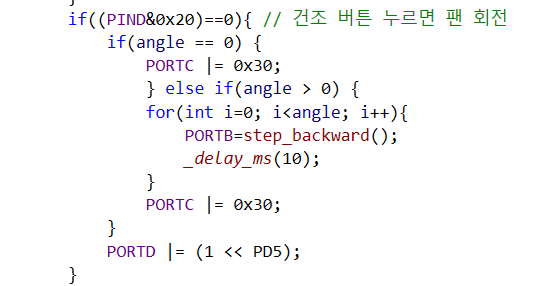 if((PIND&0x20)==0){ // 건조 버튼 누르면 팬 회전
if(angle == 0) {
PORTC |= 0x30;
} else if(angle > 0) {
for(int i=0; i<angle; i++){
PORTB=step_backward();
_delay_ms(10);
}
PORTC |= 0x30;
}
PORTD |= (1 << PD5);
}